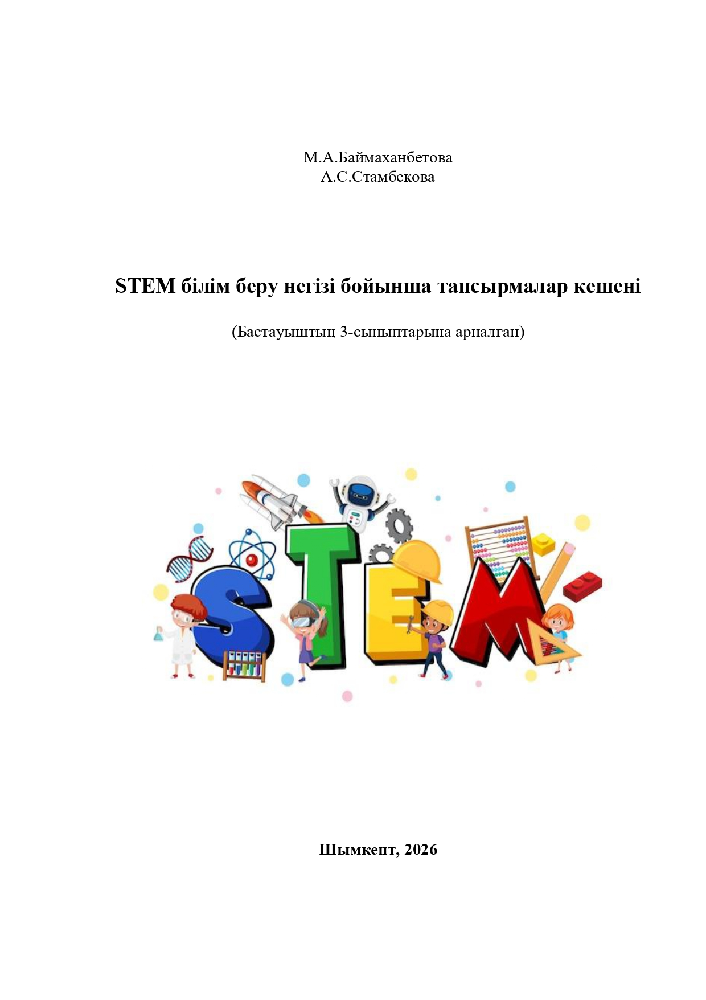 М.А.Баймаханбетова
А.С.Стамбекова
STEM білім беру негізі бойынша тапсырмалар кешені
(Бастауыштың 3-сыныптарына арналған)
STEM
Шымкент, 2026